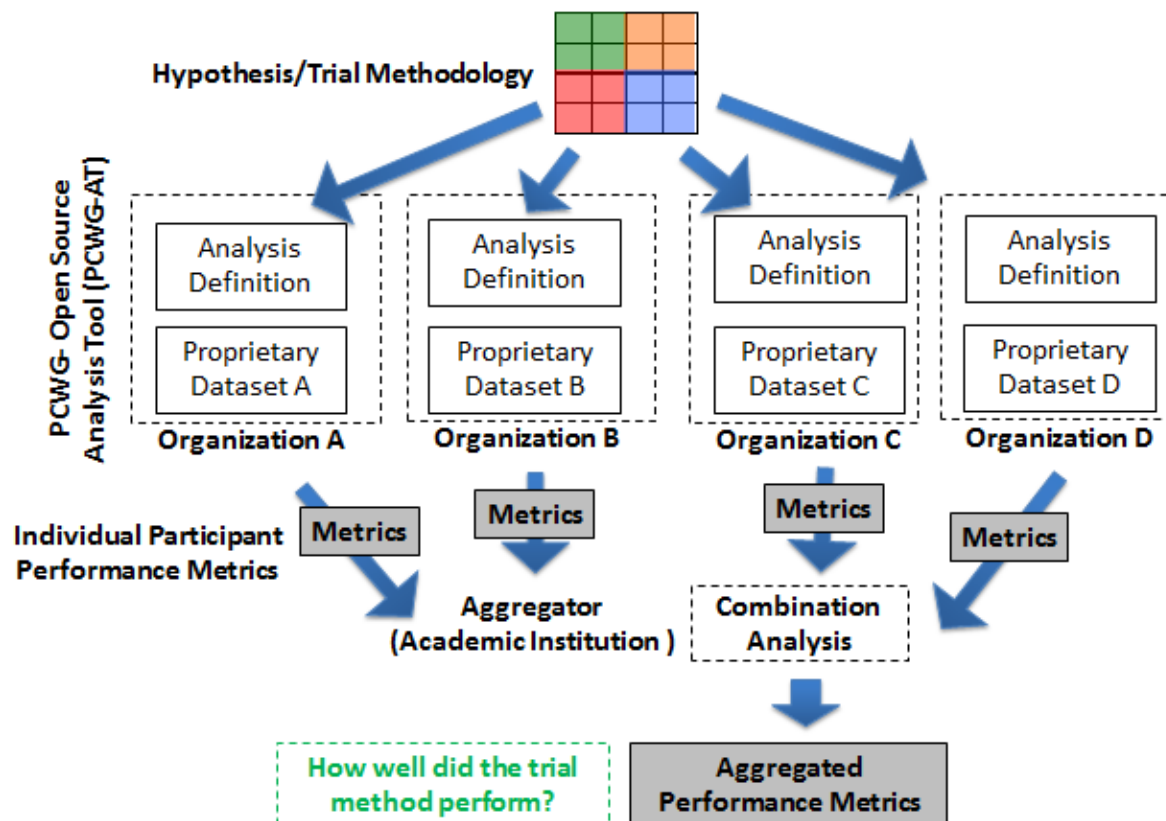 Hypothesis/Trial Methodology
PCWG- Open Source
Analysis Tool (PCWG-AT)
Analysis
Definition
Proprietary
Dataset A
Organization A
Analysis
Definition
Proprietary
Dataset B
Organization B
Analysis
Definition
Proprietary
Dataset C
Organization C
Analysis
Definition
Proprietary
Dataset D
Organization D
Individual Participant
Performance Metrics
Metrics
Metrics
Metrics
Metrics
Aggregator
(Academic Institution )
Combination
Analysis
How well did the trial
method perform?
Aggregated
Performance Metrics